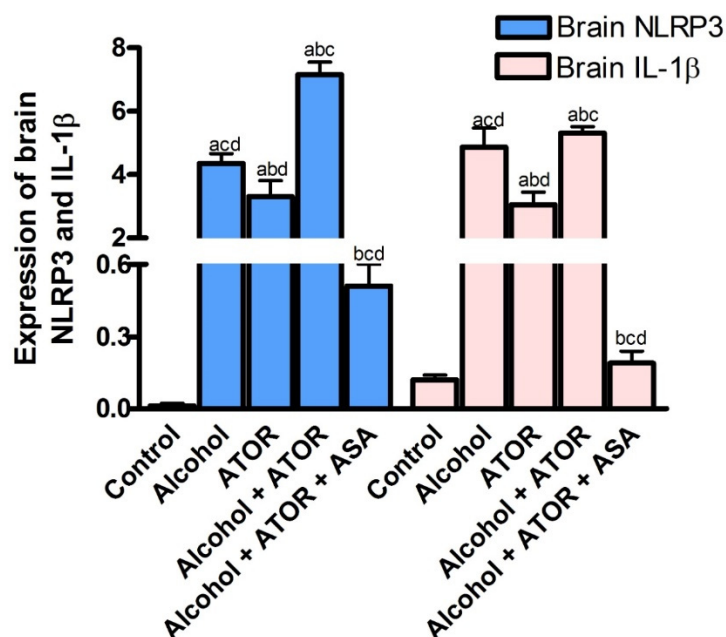 Expression of brain
NLRP3 and IL-1β
8
6
4
2
0.6
0.3
0.0
Brain NLRP3
Brain IL-1β
acd
abd
abc
bcd
acd
abd
abc
bcd
Control
Alcohol
ATOR
Alcohol + ATOR
Alcohol + ATOR + ASA
Control
Alcohol
ATOR
Alcohol + ATOR
Alcohol + ATOR + ASA